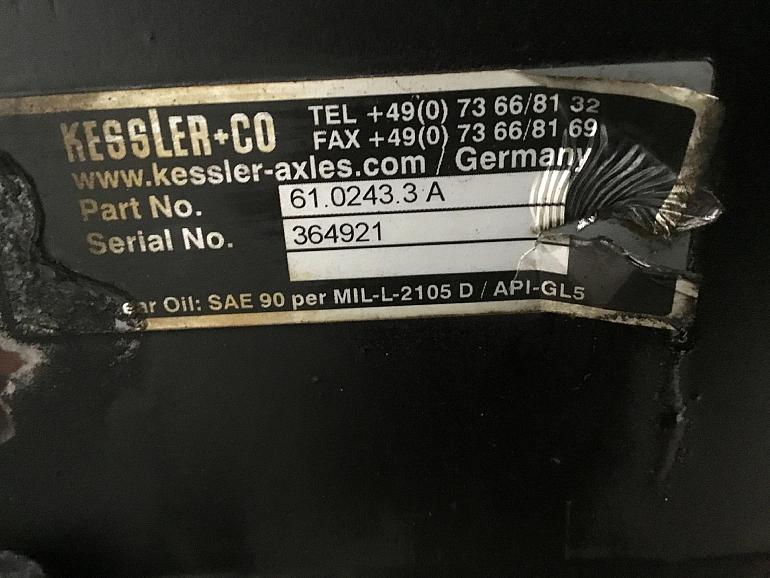 KESSLER+CO
TEL +49(0) 73 66/81 32
FAX +49(0) 73 66/81 69
www.kessler-axles.com / Germany
Part No. 61.0243.3 A
Serial No. 364921
ear Oil: SAE 90 per MIL-L-2105 D / API-GL5